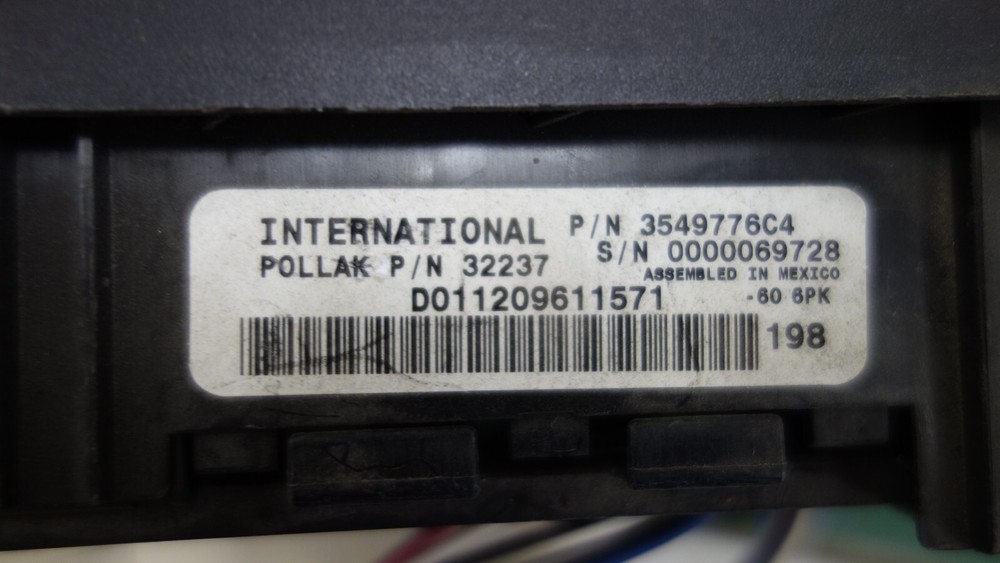 INTERNATIONAL P/N 3549776C4
S/N 0000069728
POLLAK P/N 32237
ASSEMBLED IN MEXICO
D011209611571 -60 6PK
198